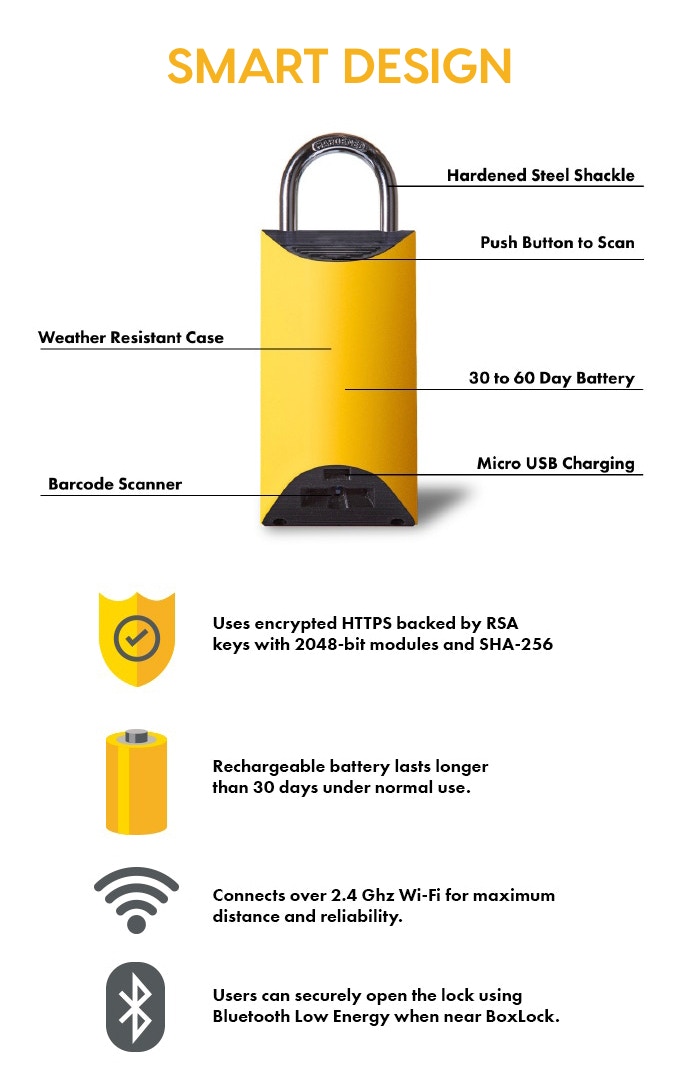 SMART DESIGN
HARDENED
Hardened Steel Shackle
Push Button to Scan
Weather Resistant Case
30 to 60 Day Battery
Micro USB Charging
Barcode Scanner
Uses encrypted HTTPS backed by RSA
keys with 2048-bit modules and SHA-256
Rechargeable battery lasts longer
than 30 days under normal use.
Connects over 2.4 Ghz Wi-Fi for maximum
distance and reliability.
Users can securely open the lock using
Bluetooth Low Energy when near BoxLock.